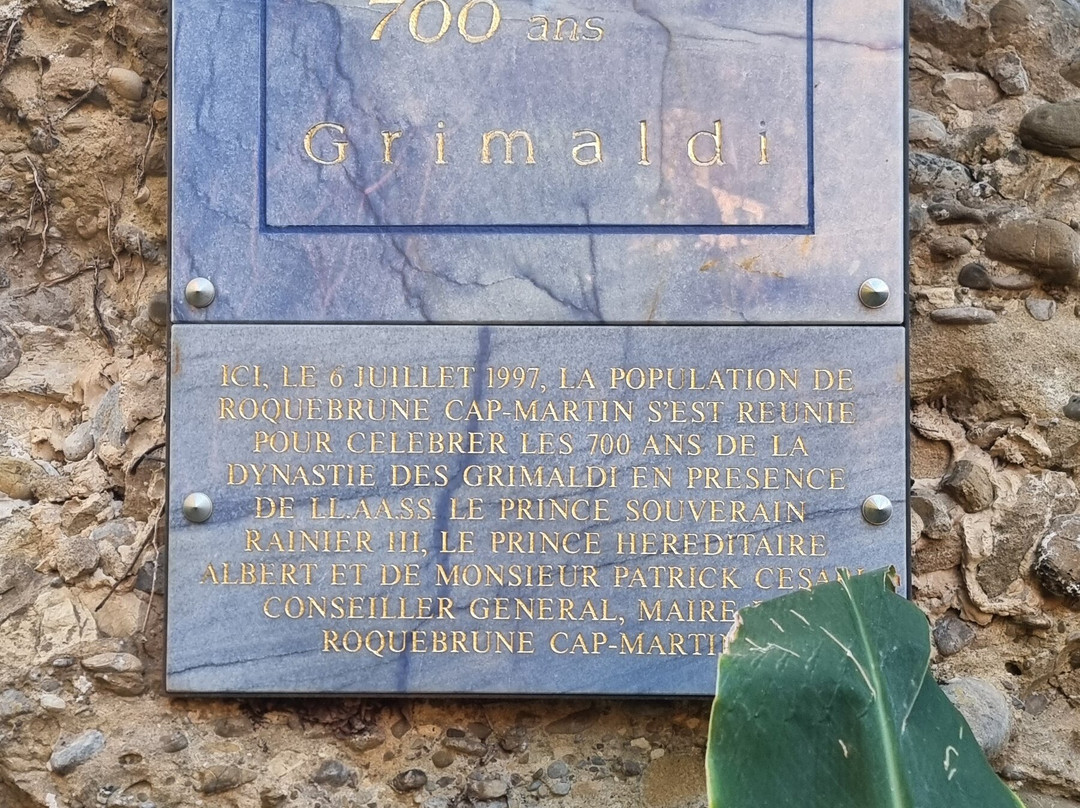 700 ans
Grimaldi
ICI, LE 6 JUILLET 1997, LA POPULATION DE
ROQUEBRUNE CAP-MARTIN S'EST REUNIE
POUR CELEBRER LES 700 ANS DE LA
DYNASTIE DES GRIMALDI EN PRESENCE
DE LL.AA.SS. LE PRINCE SOUVERAIN
RAINIER III, LE PRINCE HEREDITAIRE
ALBERT ET DE MONSIEUR PATRICK
CONSEILLER GENERAL, MAIRE
ROQUEBRUNE CAP-MARTIN